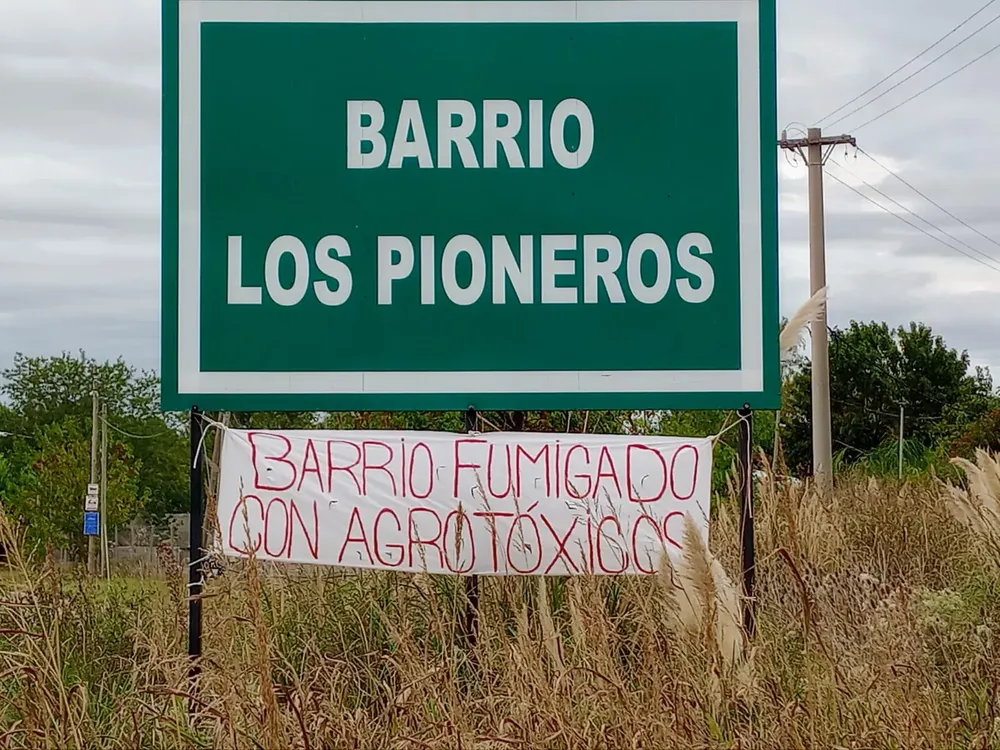 BARRIO
LOS PIONEROS
BARRIO FUMIGADO
CON AGROTÓXICOS